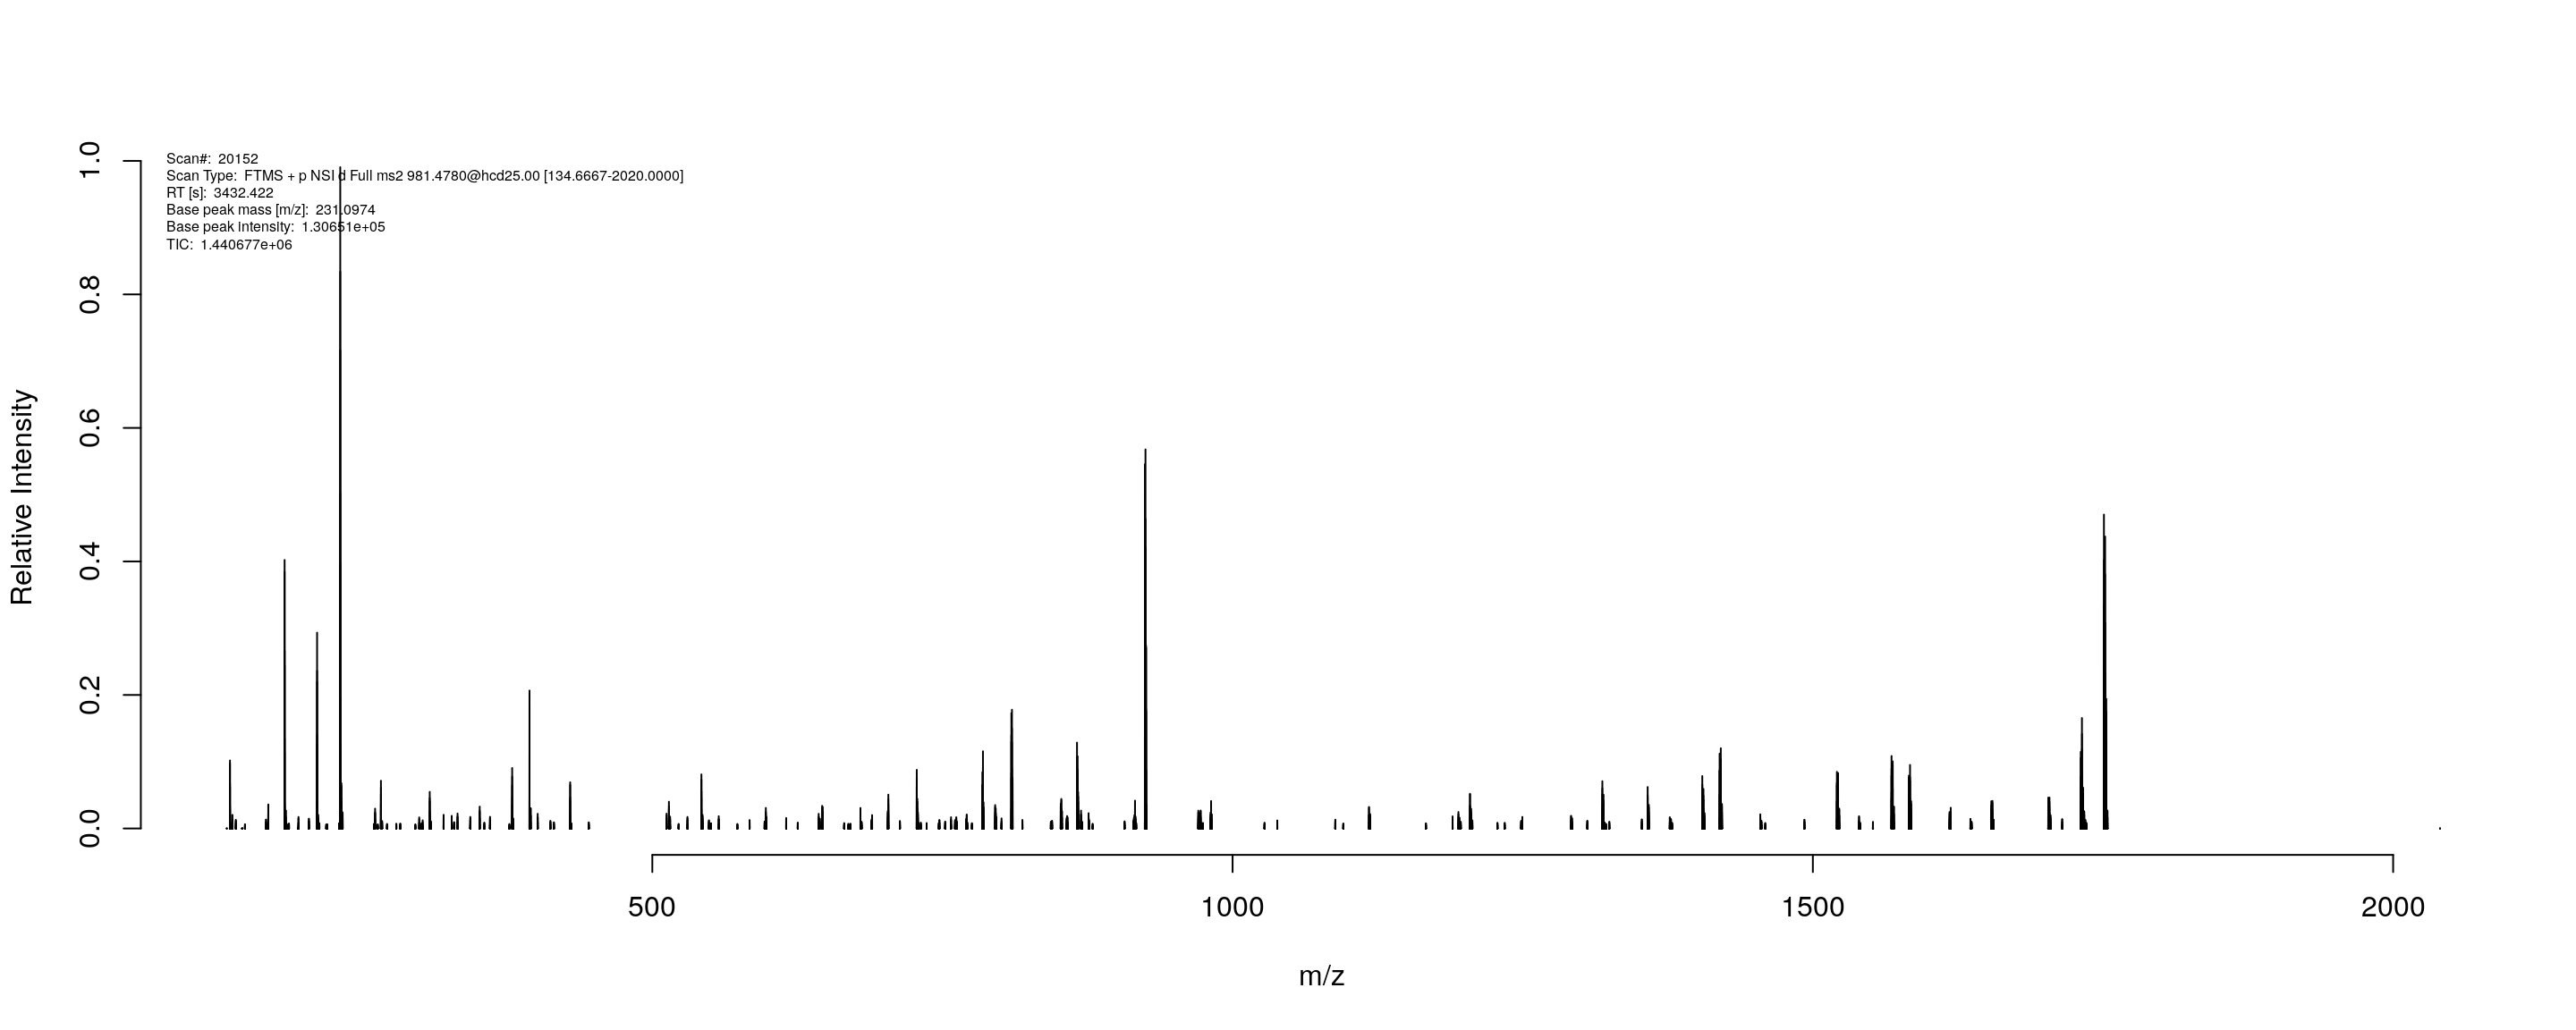 Scan#: 20152
Scan Type: FTMS + p NSI d Full ms2 981.4780@hcd25.00 [134.6667-2020.0000]
RT [s]: 3432.422
Base peak mass [m/z]: 231.0974
Base peak intensity: 1.30651e+05
TIC: 1.440677e+06
1.0
0.8
0.6
0.4
0.2
0.0
Relative Intensity
500 1000 1500 2000
m/z